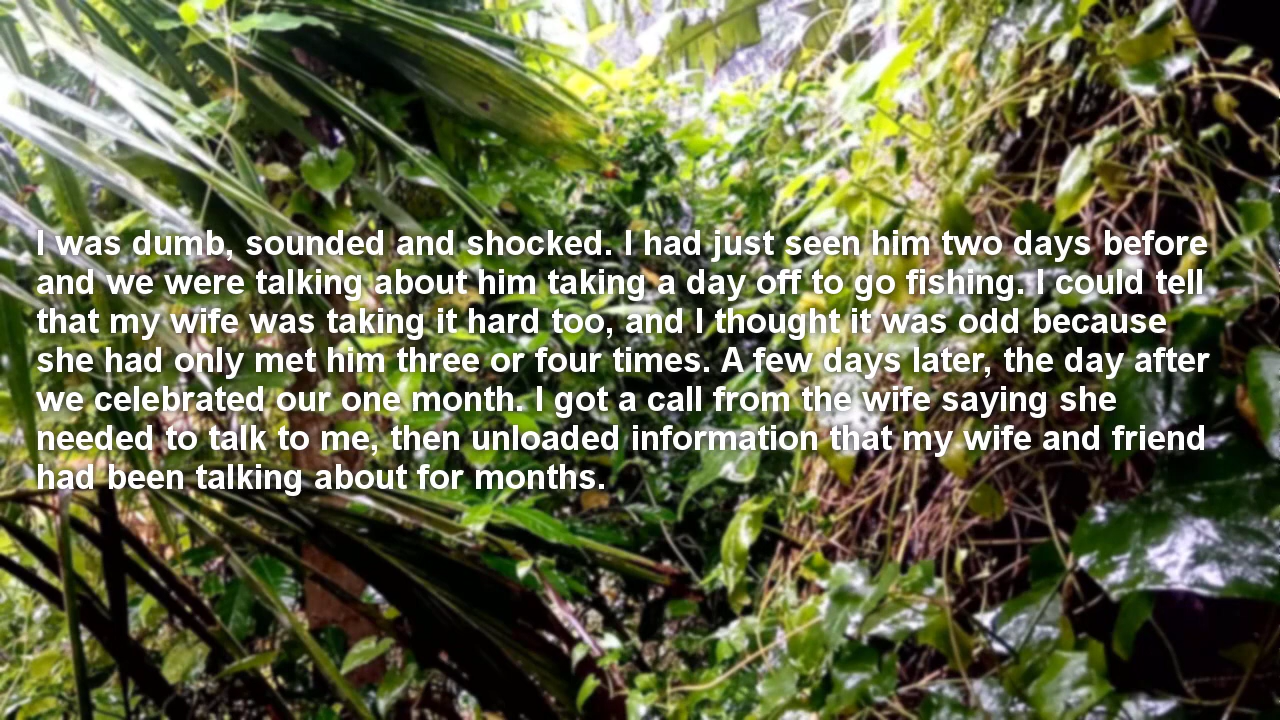 I was dumb, sounded and shocked. I had just seen him two days before
and we were talking about him taking a day off to go fishing. I could tell
that my wife was taking it hard too, and I thought it was odd because
she had only met him three or four times. A few days later, the day after
we celebrated our one month. I got a call from the wife saying she
needed to talk to me, then unloaded information that my wife and friend
had been talking about for months.